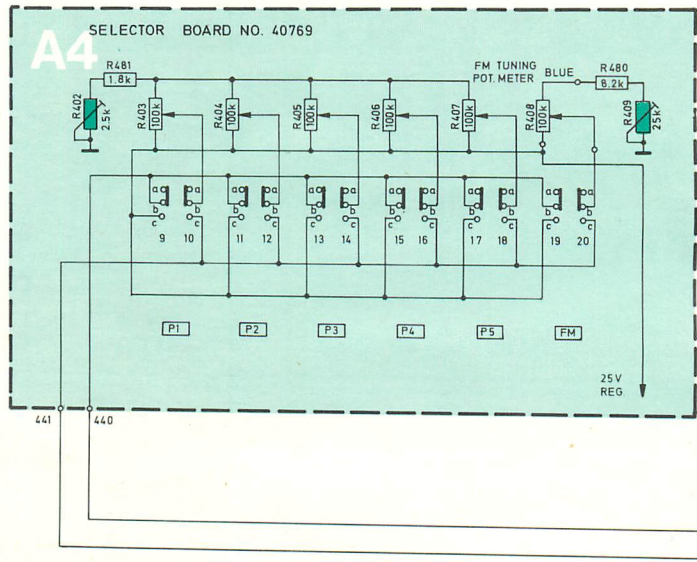 A4
SELECTOR BOARD NO. 40769
R481
1.8k
R402
2.5k
R403
100k
R404
100k
R405
100k
R406
100k
R407
100k
FM TUNING
POT. METER
BLUE
R408
100k
R480
8.2k
R409
25k
a a a a a a a a a a a a
b b b b b b b b b b b b
c c c c c c c c c c c c
9 10 11 12 13 14 15 16 17 18 19 20
P1 P2 P3 P4 P5 FM
25V
REG.
441 440